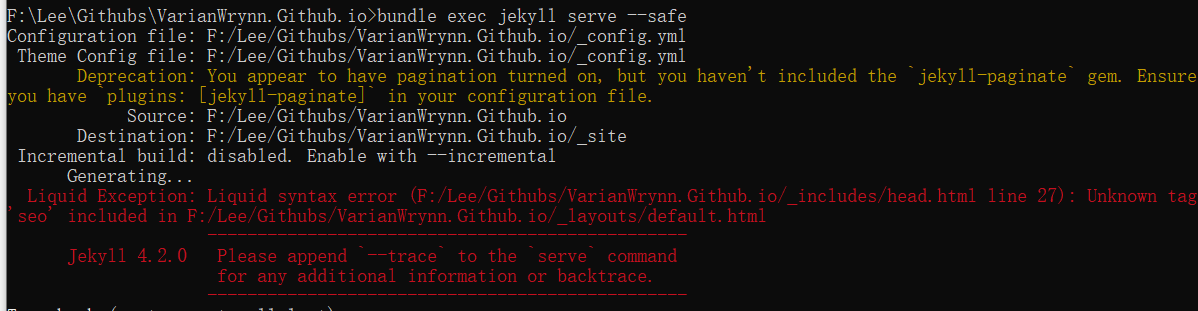 F:\Lee\Githubs\VarianWrynn.Github.io>bundle exec jekyll serve --safe
Configuration file: F:/Lee/Githubs/VarianWrynn.Github.io/_config.yml
Theme Config file: F:/Lee/Githubs/VarianWrynn.Github.io/_config.yml
Deprecation: You appear to have pagination turned on, but you haven't included the `jekyll-paginate` gem. Ensure
you have `plugins: [jekyll-paginate]` in your configuration file.
Source: F:/Lee/Githubs/VarianWrynn.Github.io
Destination: F:/Lee/Githubs/VarianWrynn.Github.io/_site
Incremental build: disabled. Enable with --incremental
Generating...
Liquid Exception: Liquid syntax error (F:/Lee/Githubs/VarianWrynn.Github.io/_includes/head.html line 27): Unknown tag
'seo' included in F:/Lee/Githubs/VarianWrynn.Github.io/_layouts/default.html
------------------------------------------------
Jekyll 4.2.0 Please append `--trace` to the `serve` command
for any additional information or backtrace.
------------------------------------------------